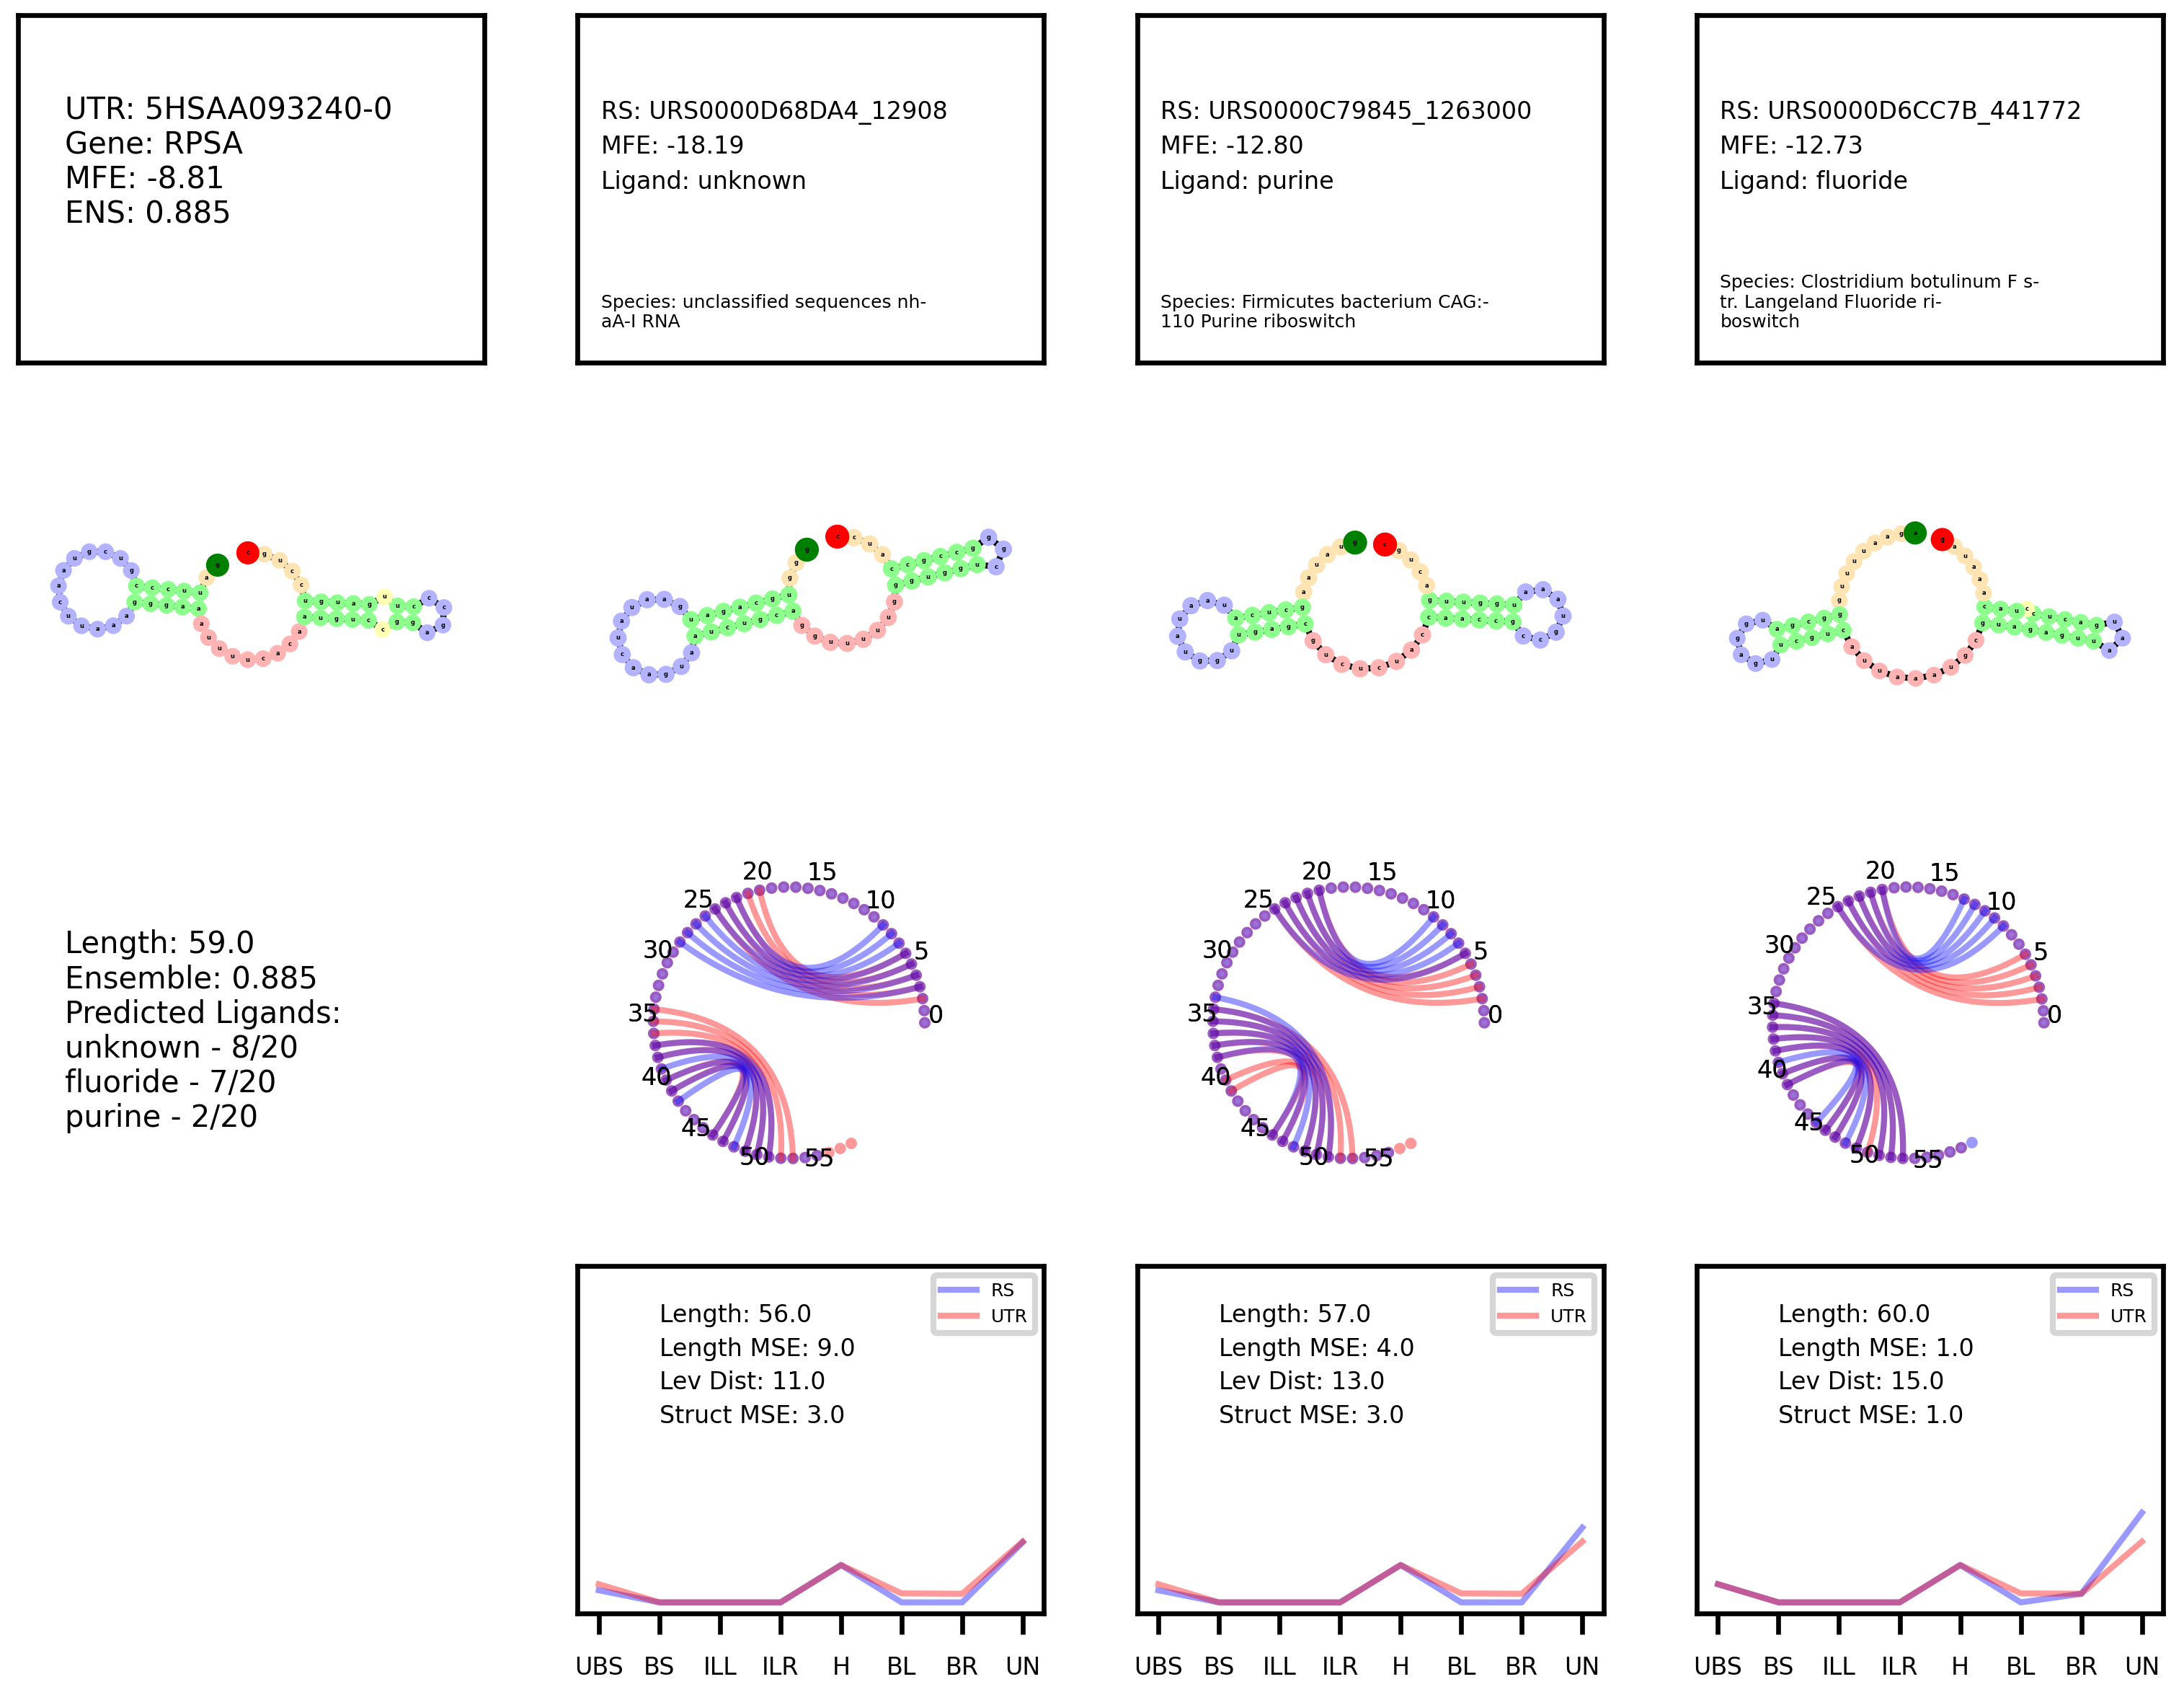 UTR: 5HSAA093240-0
Gene: RPSA
MFE: -8.81
ENS: 0.885
RS: URS0000D68DA4_12908
MFE: -18.19
Ligand: unknown
Species: unclassified sequences nh-
aA-I RNA
RS: URS0000C79845_1263000
MFE: -12.80
Ligand: purine
Species: Firmicutes bacterium CAG:-
110 Purine riboswitch
RS: URS0000D6CC7B_441772
MFE: -12.73
Ligand: fluoride
Species: Clostridium botulinum F s-
tr. Langeland Fluoride ri-
boswitch
Length: 59.0
Ensemble: 0.885
Predicted Ligands:
unknown - 8/20
fluoride - 7/20
purine - 2/20
0
5
10
15
20
25
30
35
40
45
50
55
0
5
10
15
20
25
30
35
40
45
50
55
0
5
10
15
20
25
30
35
40
45
50
55
RS
UTR
Length: 56.0
Length MSE: 9.0
Lev Dist: 11.0
Struct MSE: 3.0
UBS BS ILL ILR H BL BR UN
RS
UTR
Length: 57.0
Length MSE: 4.0
Lev Dist: 13.0
Struct MSE: 3.0
UBS BS ILL ILR H BL BR UN
RS
UTR
Length: 60.0
Length MSE: 1.0
Lev Dist: 15.0
Struct MSE: 1.0
UBS BS ILL ILR H BL BR UN